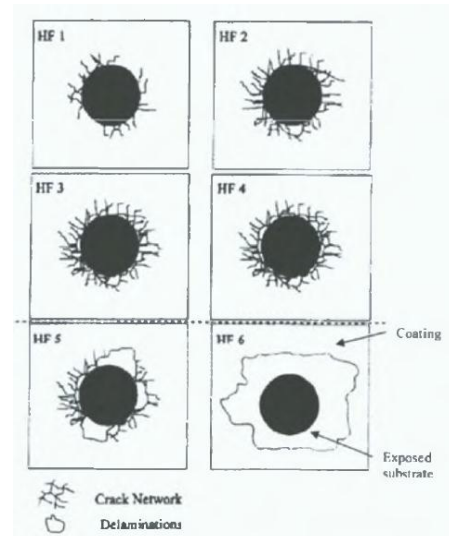 HF 1
HF 2
HF 3
HF 4
HF 5
HF 6
Coating
Exposed
substrate
Crack Network
Delaminations